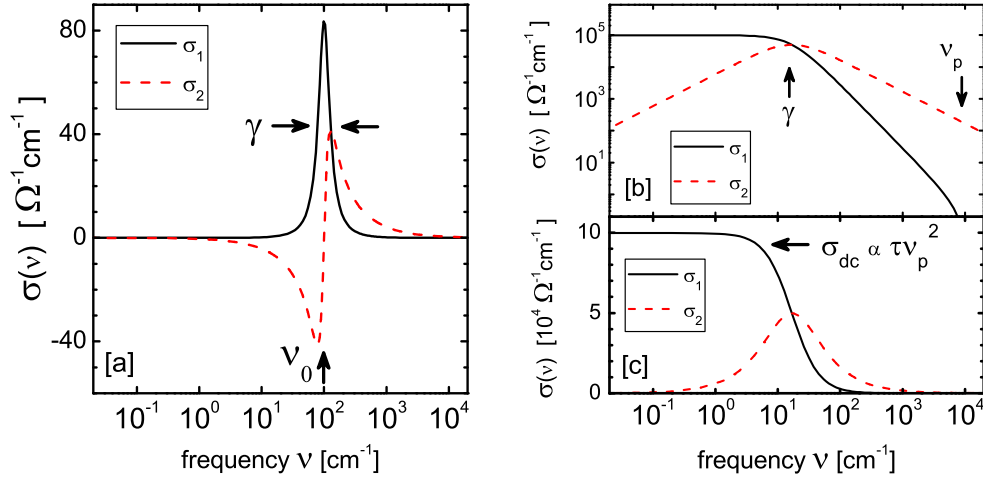 80
40
0
-40
σ(ν) [ Ω⁻¹cm⁻¹ ]
σ₁
σ₂
γ
ν₀
[a]
10⁻¹ 10⁰ 10¹ 10² 10³ 10⁴
frequency ν [cm⁻¹]
10⁵
10³
10¹
σ(ν) [ Ω⁻¹cm⁻¹]
νₚ
γ
σ₁
σ₂
[b]
10
5
0
σ(ν) [10⁴ Ω⁻¹cm⁻¹]
σ_dc α τνₚ²
σ₁
σ₂
[c]
10⁻¹ 10⁰ 10¹ 10² 10³ 10⁴
frequency ν [cm⁻¹]